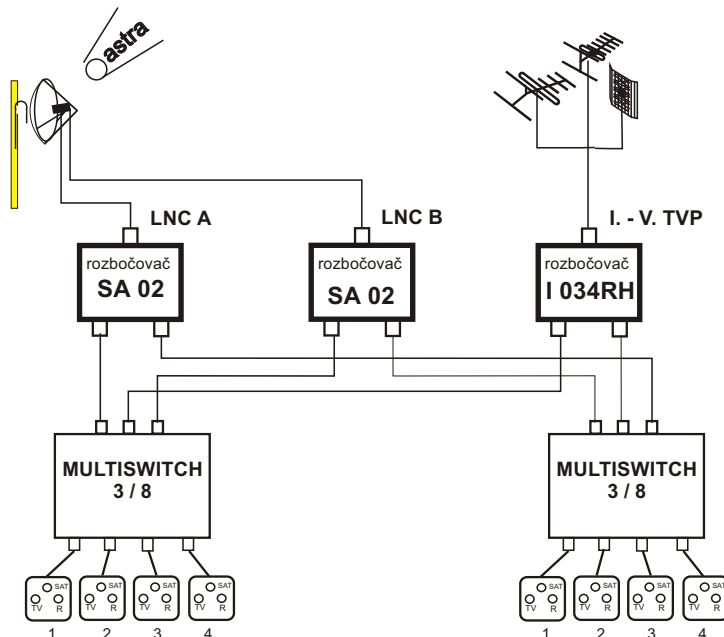 astra
LNC A
LNC B
I. - V. TVP
rozbočovač
SA 02
rozbočovač
SA 02
rozbočovač
I 034RH
MULTISWITCH
3 / 8
MULTISWITCH
3 / 8
SAT
TV R
SAT
TV R
SAT
TV R
SAT
TV R
SAT
TV R
SAT
TV R
SAT
TV R
SAT
TV R
1 2 3 4
1 2 3 4